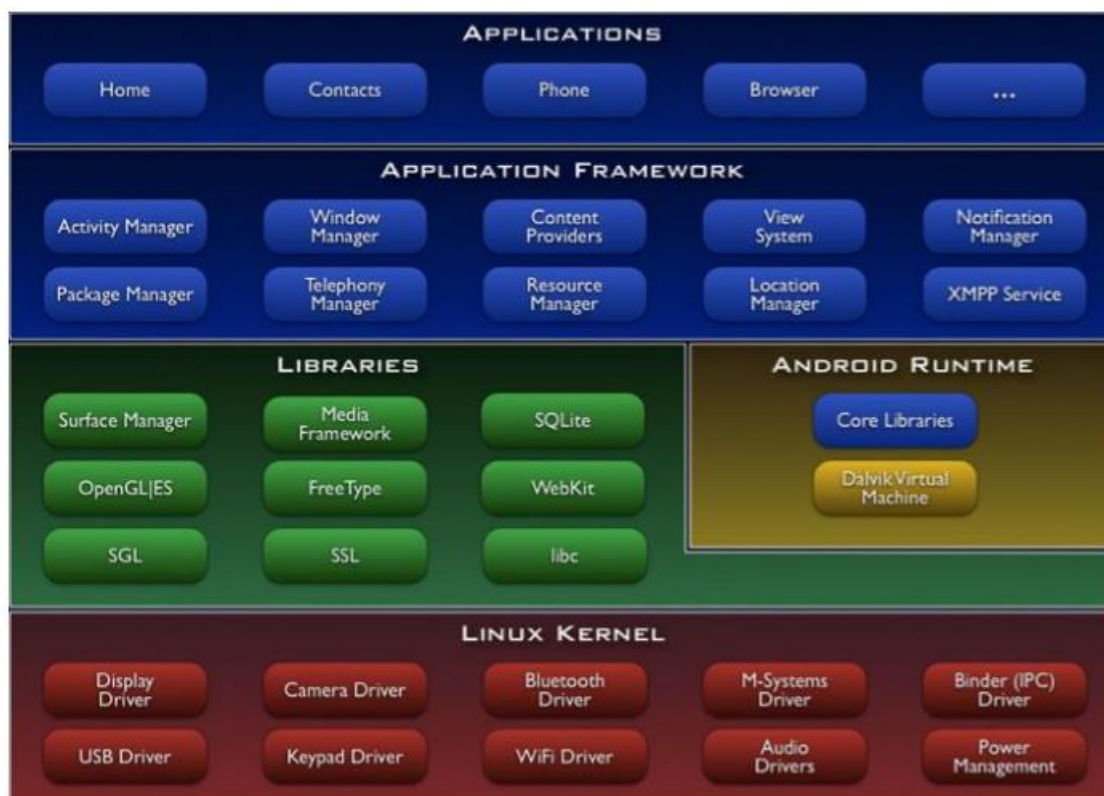 APPLICATIONS
Home
Contacts
Phone
Browser
...
APPLICATION FRAMEWORK
Activity Manager
Window
Manager
Content
Providers
View
System
Notification
Manager
Package Manager
Telephony
Manager
Resource
Manager
Location
Manager
XMPP Service
LIBRARIES
Surface Manager
Media
Framework
SQLite
OpenGL|ES
FreeType
WebKit
SGL
SSL
libc
ANDROID RUNTIME
Core Libraries
Dalvik Virtual
Machine
LINUX KERNEL
Display
Driver
Camera Driver
Bluetooth
Driver
M-Systems
Driver
Binder (IPC)
Driver
USB Driver
Keypad Driver
WiFi Driver
Audio
Drivers
Power
Management